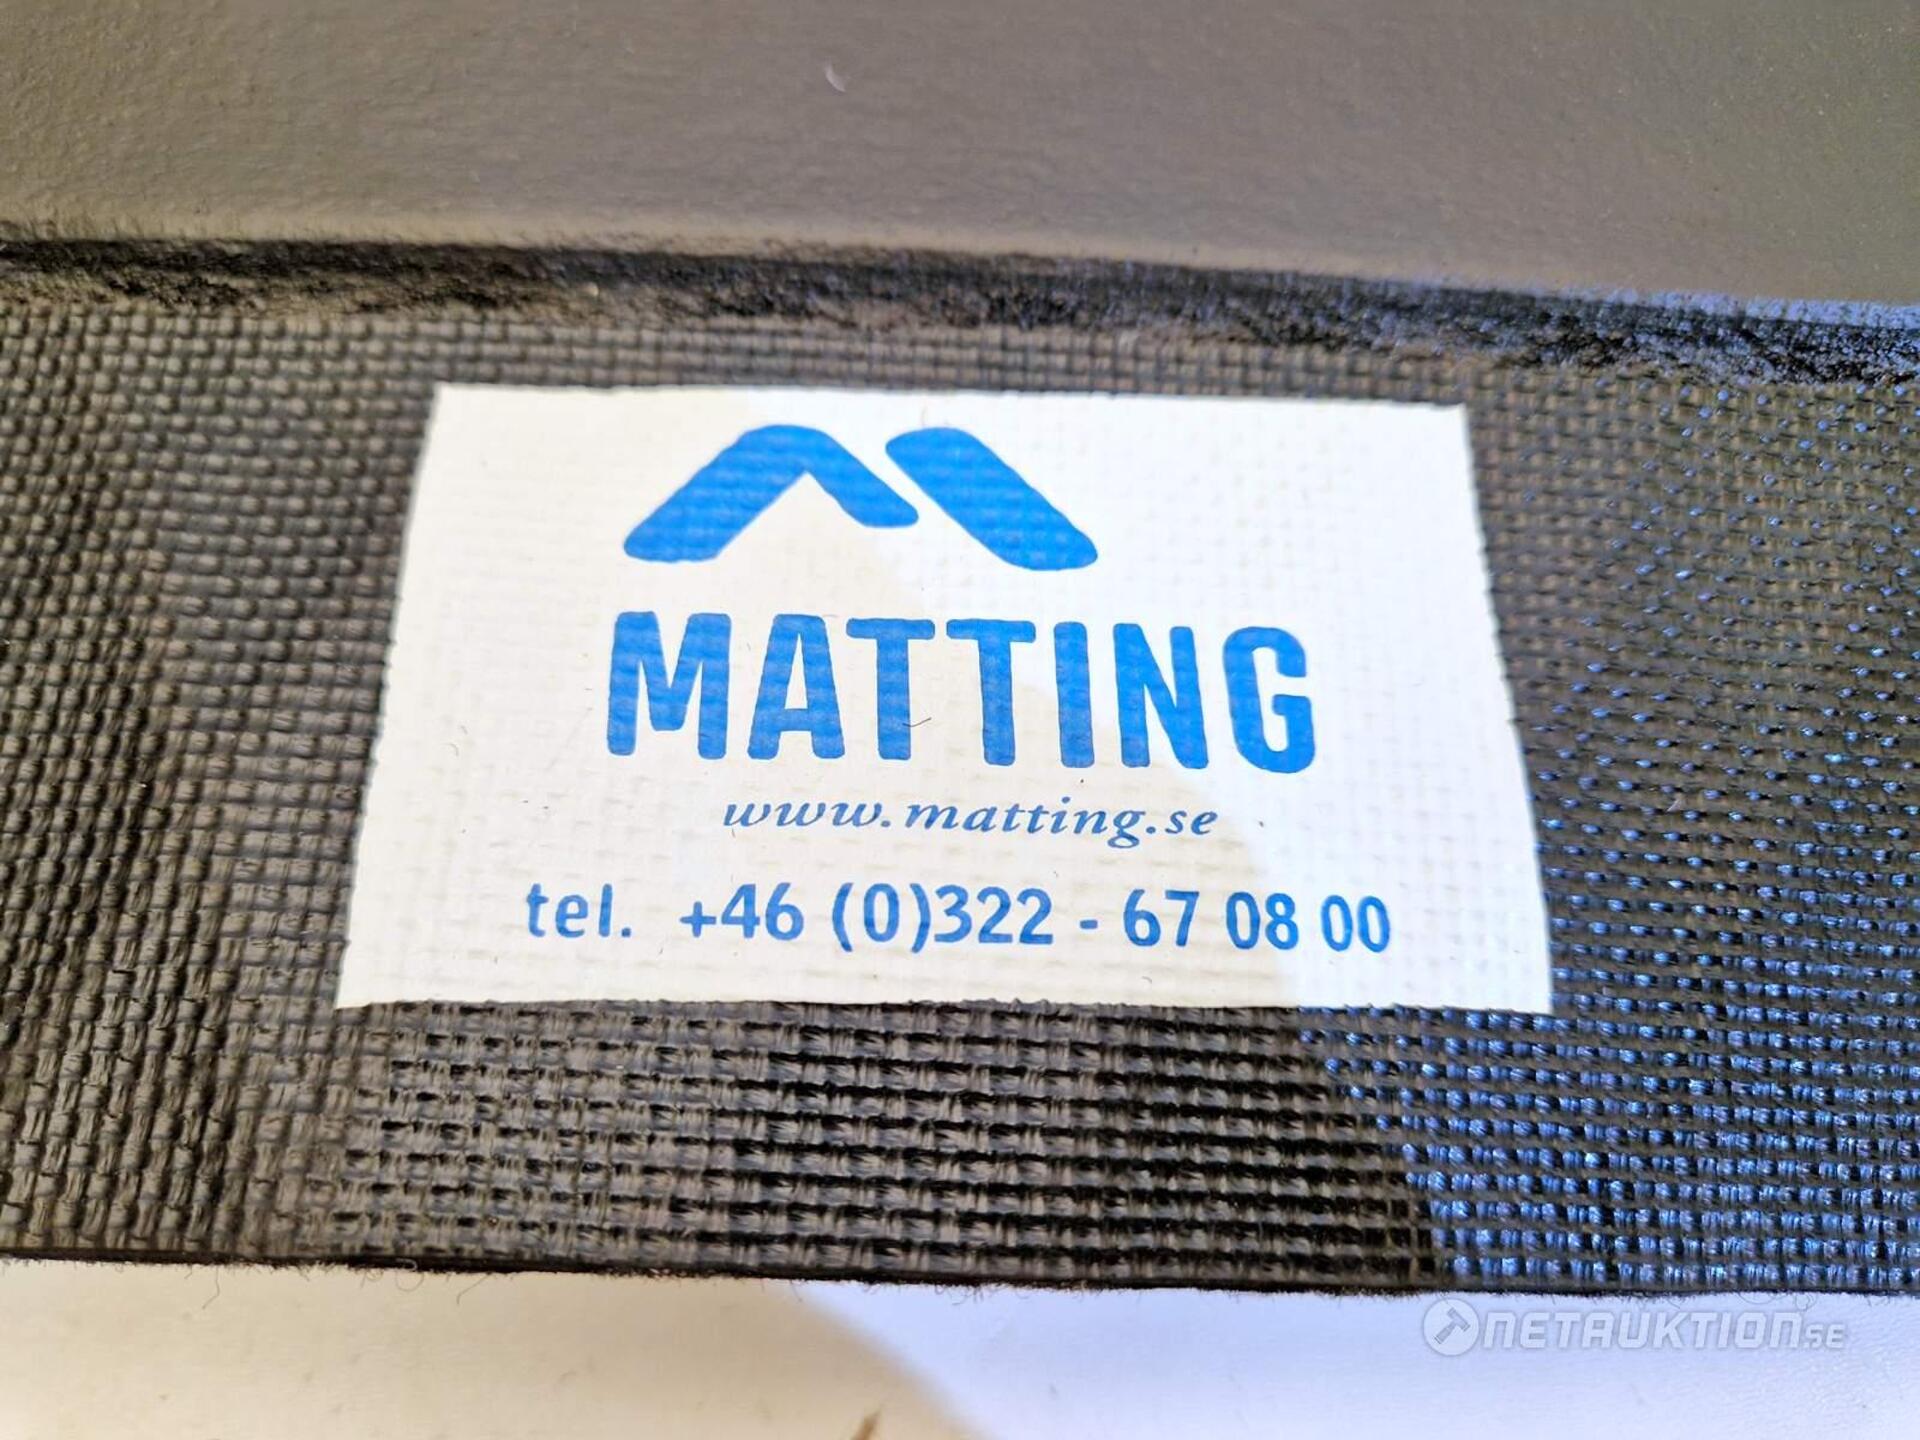 MATTING
www.matting.se
tel. +46 (0)322 - 67 08 00
NETAUKTION.SE